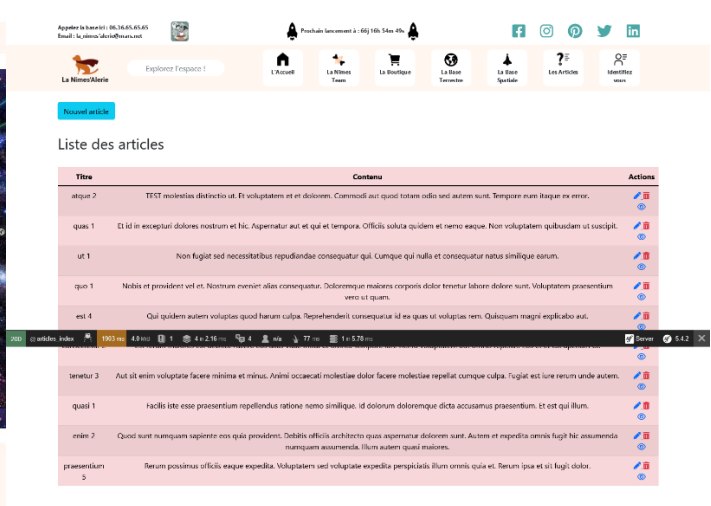 Appeler la base ici : 06.36.65.65.65
Email : la_nimes'alerie@mars.net
Prochain lancement à : 66j 16h 54m 49s
La Nîmes'Alerie
Explorez l'espace !
L'Accueil
La Nîmes Team
La Boutique
La Base Terrestre
La Base Spatiale
Les Articles
Identifiez vous
Nouvel article
Liste des articles
Titre Contenu Actions
atque 2 TEST molestias distinctio ut. Et voluptatem et et dolorem. Commodi aut quod totam odio sed autem sunt. Tempore eum itaque ex error.
quas 1 Et id in excepturi dolores nostrum et hic. Aspernatur aut et qui et tempora. Officiis soluta quidem et nemo eaque. Non voluptatem quibusdam ut suscipit.
ut 1 Non fugiat sed necessitatibus repudiandae consequatur qui. Cumque qui nulla et consequatur natus similique earum.
quo 1 Nobis et provident vel et. Nostrum eveniet alias consequatur. Doloremque maiores corporis dolor tenetur labore dolore sunt. Voluptatem praesentium
vero ut quam.
est 4 Qui quidem autem voluptas quod harum culpa. Reprehenderit consequatur id ea quas ut voluptas rem. Quisquam magni explicabo aut.
200 @ articles_index 1903 ms 4.0 MiB 1 4 in 2.16 ms 4 n/a 77 ms 1 in 5.78 ms Server 5.4.2
tenetur 3 Aut sit enim voluptate facere minima et minus. Animi occaecati molestiae dolor facere molestiae repellat cumque culpa. Fugiat est iure rerum unde autem.
quasi 1 Facilis iste esse praesentium repellendus ratione nemo similique. Id dolorum doloremque dicta accusamus praesentium. Et est qui illum.
enim 2 Quod sunt numquam sapiente eos quia provident. Debitis officiis architecto quas aspernatur dolorem sunt. Autem et expedita omnis fugit hic assumenda
numquam assumenda. Illum autem quasi maiores.
praesentium 5 Rerum possimus officiis eaque expedita. Voluptatem sed voluptate expedita perspiciatis illum omnis quia et. Rerum ipsa et sit fugit dolor.